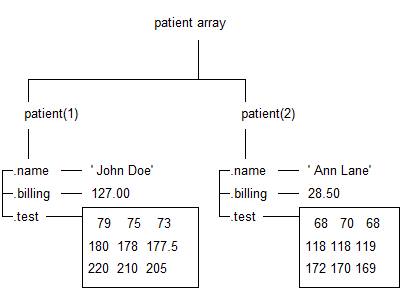 patient array
patient(1) patient(2)
.name ' John Doe' .name ' Ann Lane'
.billing 127.00 .billing 28.50
.test .test
79 75 73 68 70 68
180 178 177.5 118 118 119
220 210 205 172 170 169